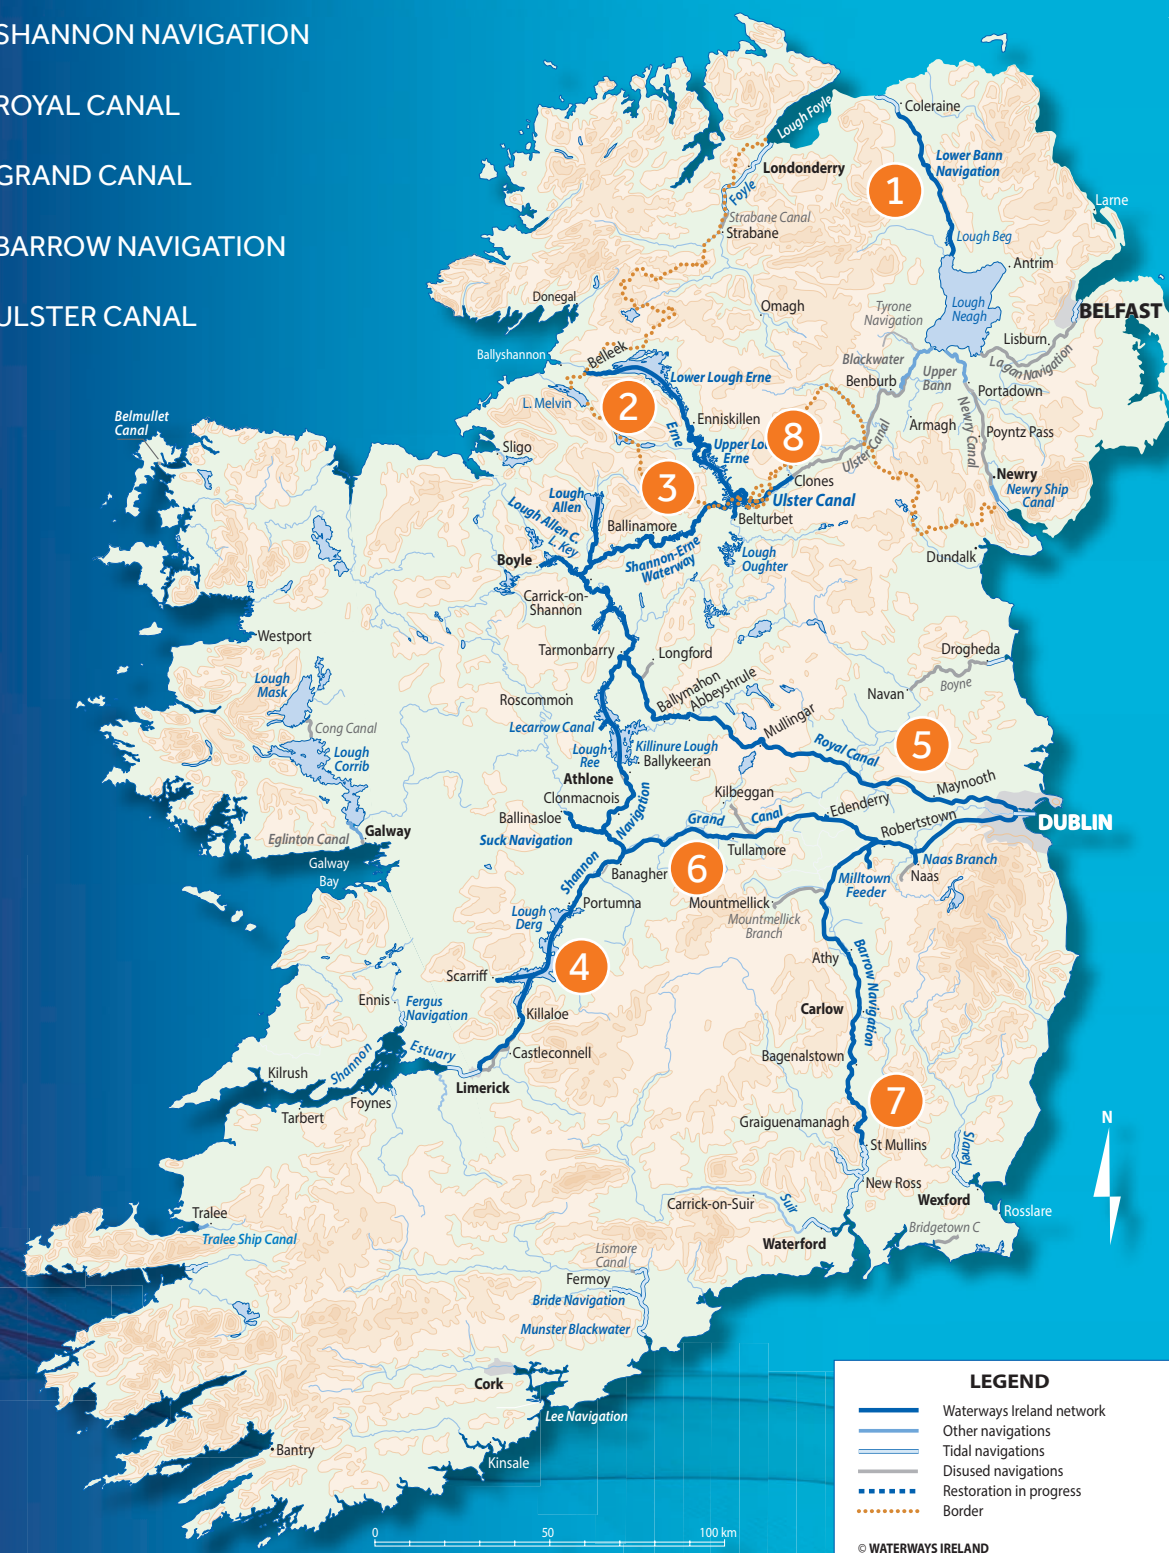 SHANNON NAVIGATION
ROYAL CANAL
GRAND CANAL
BARROW NAVIGATION
ULSTER CANAL
Coleraine
Lough Foyle
Londonderry
Lower Bann
Navigation
1
Foyle
Strabane Canal
Strabane
Larne
Lough Beg
Antrim
Donegal
Omagh
Tyrone
Navigation
Lough
Neagh
BELFAST
Lisburn
Lagan Navigation
Ballyshannon
Belleek
Lower Lough Erne
Blackwater
Benburb
Upper
Bann
Portadown
L. Melvin
2
Enniskillen
Erne
8
Armagh
Newry Canal
Poyntz Pass
Belmullet
Canal
Sligo
Upper Lo
Erne
Ulster Canal
Clones
Newry
Newry Ship
Canal
3
Ulster Canal
Lough
Allen
Lough Allen C.
L. Key
Ballinamore
Belturbet
Boyle
Shannon-Erne
Waterway
Lough
Oughter
Dundalk
Carrick-on-
Shannon
Westport
Tarmonbarry
Longford
Drogheda
Lough
Mask
Roscommon
Ballymahon
Abbeyshrule
Navan
Boyne
Cong Canal
Lecarrow Canal
Mullingar
Lough
Corrib
Lough
Ree
Killinure Lough
Ballykeeran
Royal Canal
5
Athlone
Clonmacnois
Kilbeggan
Maynooth
Ballinasloe
Navigation
Grand
Canal
Edenderry
Robertstown
DUBLIN
Eglinton Canal
Galway
Suck Navigation
Tullamore
Galway
Bay
Shannon
Banagher
6
Milltown
Feeder
Naas Branch
Naas
Portumna
Mountmellick
Mountmellick
Branch
Lough
Derg
Scarriff
4
Athy
Barrow Navigation
Ennis
Fergus
Navigation
Killaloe
Carlow
Shannon
Estuary
Castleconnell
Bagenalstown
Kilrush
Limerick
Tarbert
Foynes
7
Graiguenamanagh
St Mullins
Slaney
N
New Ross
Carrick-on-Suir
Suir
Wexford
Rosslare
Tralee
Tralee Ship Canal
Waterford
Bridgetown C
Lismore
Canal
Fermoy
Bride Navigation
Munster Blackwater
Cork
Lee Navigation
Bantry
Kinsale
0 50 100 km
LEGEND
Waterways Ireland network
Other navigations
Tidal navigations
Disused navigations
Restoration in progress
Border
© WATERWAYS IRELAND